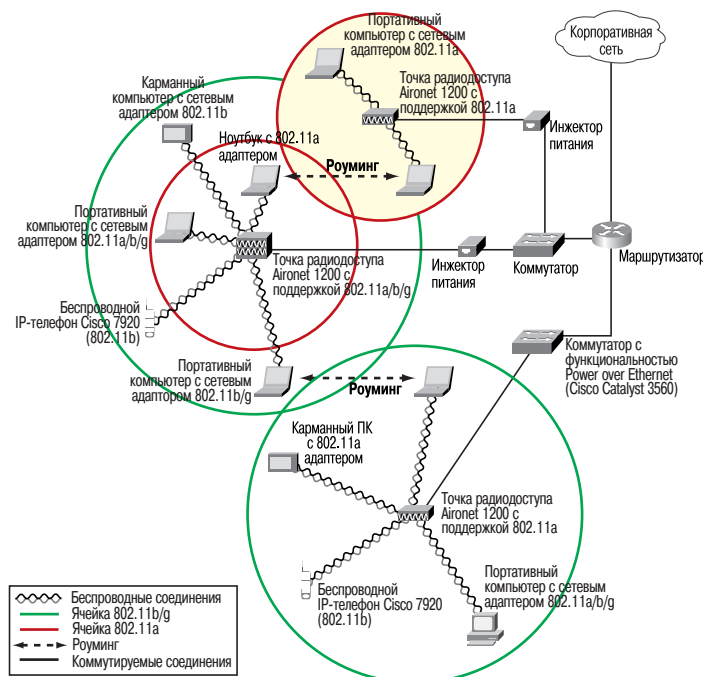 Портативный
компьютер с сетевым
адаптером 802.11a
Корпоративная
сеть
Карманный
компьютер с сетевым
адаптером 802.11b
Точка радиодоступа
Aironet 1200 с
поддержкой 802.11a
Инжектор
питания
Ноутбук с 802.11a
адаптером
Роуминг
Портативный
компьютер с сетевым
адаптером 802.11a/b/g
Точка радиодоступа
Aironet 1200 с
поддержкой 802.11a/b/g
Инжектор
питания
Коммутатор
Маршрутизатор
Беспроводной
IP-телефон Cisco 7920
(802.11b)
Портативный
компьютер с сетевым
адаптором 802.11b/g
Роуминг
Коммутатор с
функциональностью
Power over Ethernet
(Cisco Catalyst 3560)
Карманный ПК
с 802.11a
адаптером
Точка радиодоступа
Aironet 1200 с
поддержкой 802.11a
Беспроводной
IP-телефон Cisco 7920
(802.11b)
Портативный
компьютер с сетевым
адаптером 802.11a/b/g
Беспроводные соединения
Ячейка 802.11b/g
Ячейка 802.11a
Роуминг
Коммутируемые соединения